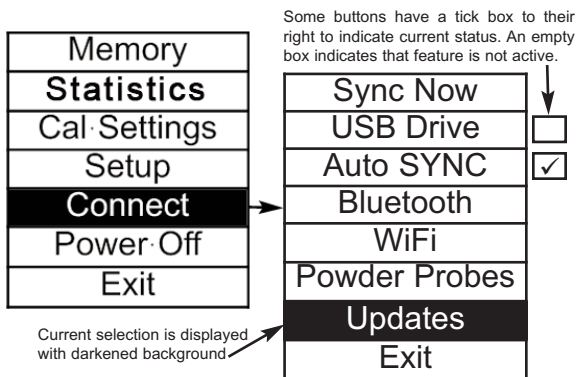 Some buttons have a tick box to their
right to indicate current status. An empty
box indicates that feature is not active.
Memory
Statistics
Cal·Settings
Setup
Connect
Power·Off
Exit
Sync Now
USB Drive
Auto SYNC
Bluetooth
WiFi
Powder Probes
Updates
Exit
Current selection is displayed
with darkened background